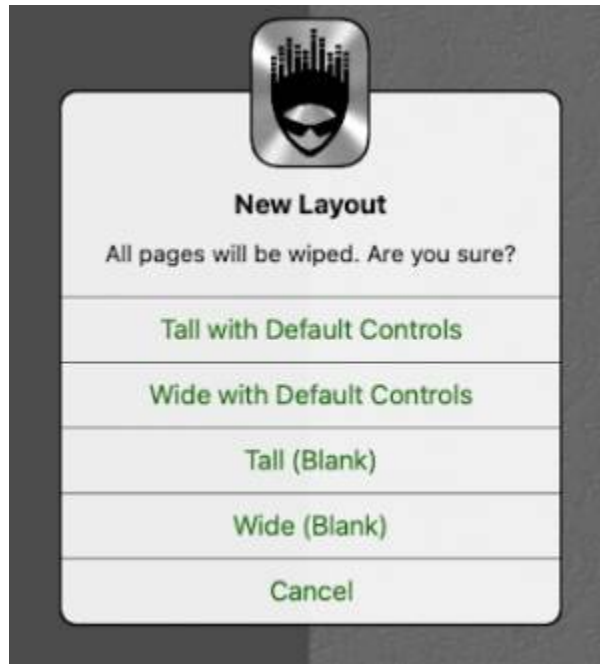 New Layout
All pages will be wiped. Are you sure?
Tall with Default Controls
Wide with Default Controls
Tall (Blank)
Wide (Blank)
Cancel